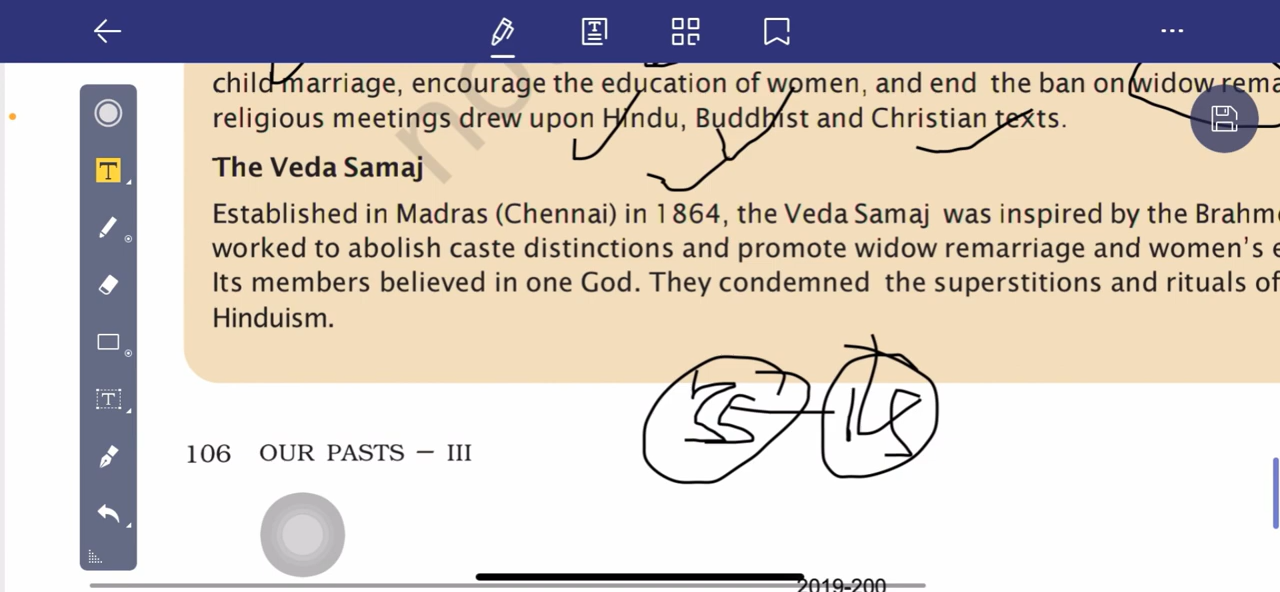 child marriage, encourage the education of women, and end the ban on widow rema
religious meetings drew upon Hindu, Buddhist and Christian texts.
The Veda Samaj
Established in Madras (Chennai) in 1864, the Veda Samaj was inspired by the Brahm
worked to abolish caste distinctions and promote widow remarriage and women's e
Its members believed in one God. They condemned the superstitions and rituals of
Hinduism.
35
106 OUR PASTS – III
2019-200